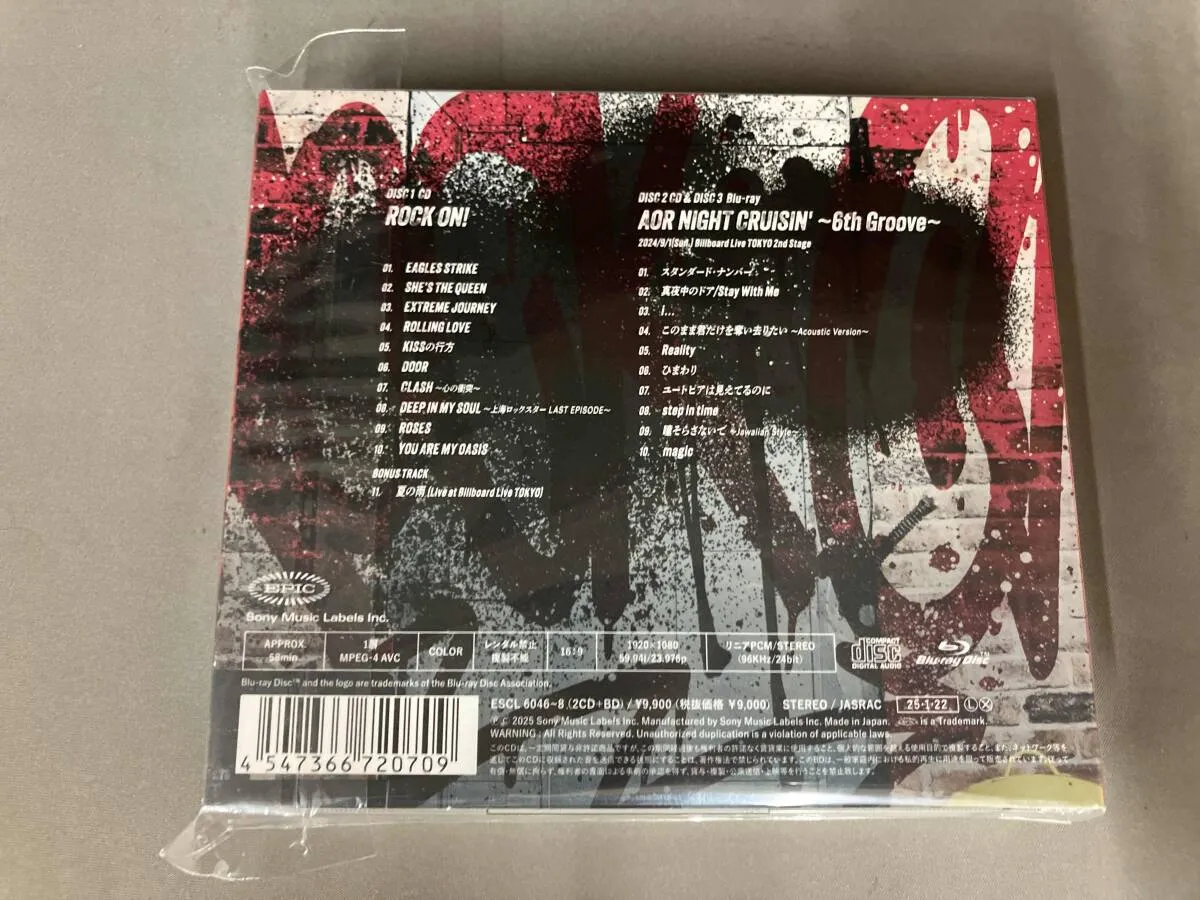 DISC 1 CD
ROCK ON!
01. EAGLES STRIKE
02. SHE'S THE QUEEN
03. EXTREME JOURNEY
04. ROLLING LOVE
05. KISSの行方
06. DOOR
07. CLASH ～心の衝突～
08. DEEP IN MY SOUL ～上海ロックスター LAST EPISODE～
09. ROSES
10. YOU ARE MY OASIS
BONUS TRACK
11. 夏の雨 (Live at Billboard Live TOKYO)
DISC 2 CD & DISC 3 Blu-ray
AOR NIGHT CRUISIN' ～6th Groove～
2024/9/1(Sun.) Billboard Live TOKYO 2nd Stage
01. スタンダード・ナンバー
02. 真夜中のドア/Stay With Me
03. I...
04. このまま君だけを奪い去りたい ～Acoustic Version～
05. Reality
06. ひまわり
07. ユートピアは見えてるのに
08. step in time
09. 瞳そらさないで ～Jawaiian Style～
10. magic
EPIC
Sony Music Labels Inc.
APPROX. 58min
1層 MPEG-4 AVC
COLOR
レンタル禁止 複製不能
16:9
1920×1080 59.94i/23.976p
リニアPCM/STEREO (96KHz/24bit)
COMPACT disc DIGITAL AUDIO
Blu-ray Disc™
Blu-ray Disc™ and the logo are trademarks of the Blu-ray Disc Association.
ESCL 6046~8 (2CD+BD) / ¥9,900 (税抜価格 ¥9,000) STEREO / JASRAC 25・1・22 Ⓛ Ⓧ
Ⓟ,© 2025 Sony Music Labels Inc. Manufactured by Sony Music Labels Inc. Made in Japan. EPIC is a Trademark.
WARNING : All Rights Reserved. Unauthorized duplication is a violation of applicable laws.
4 547366 720709